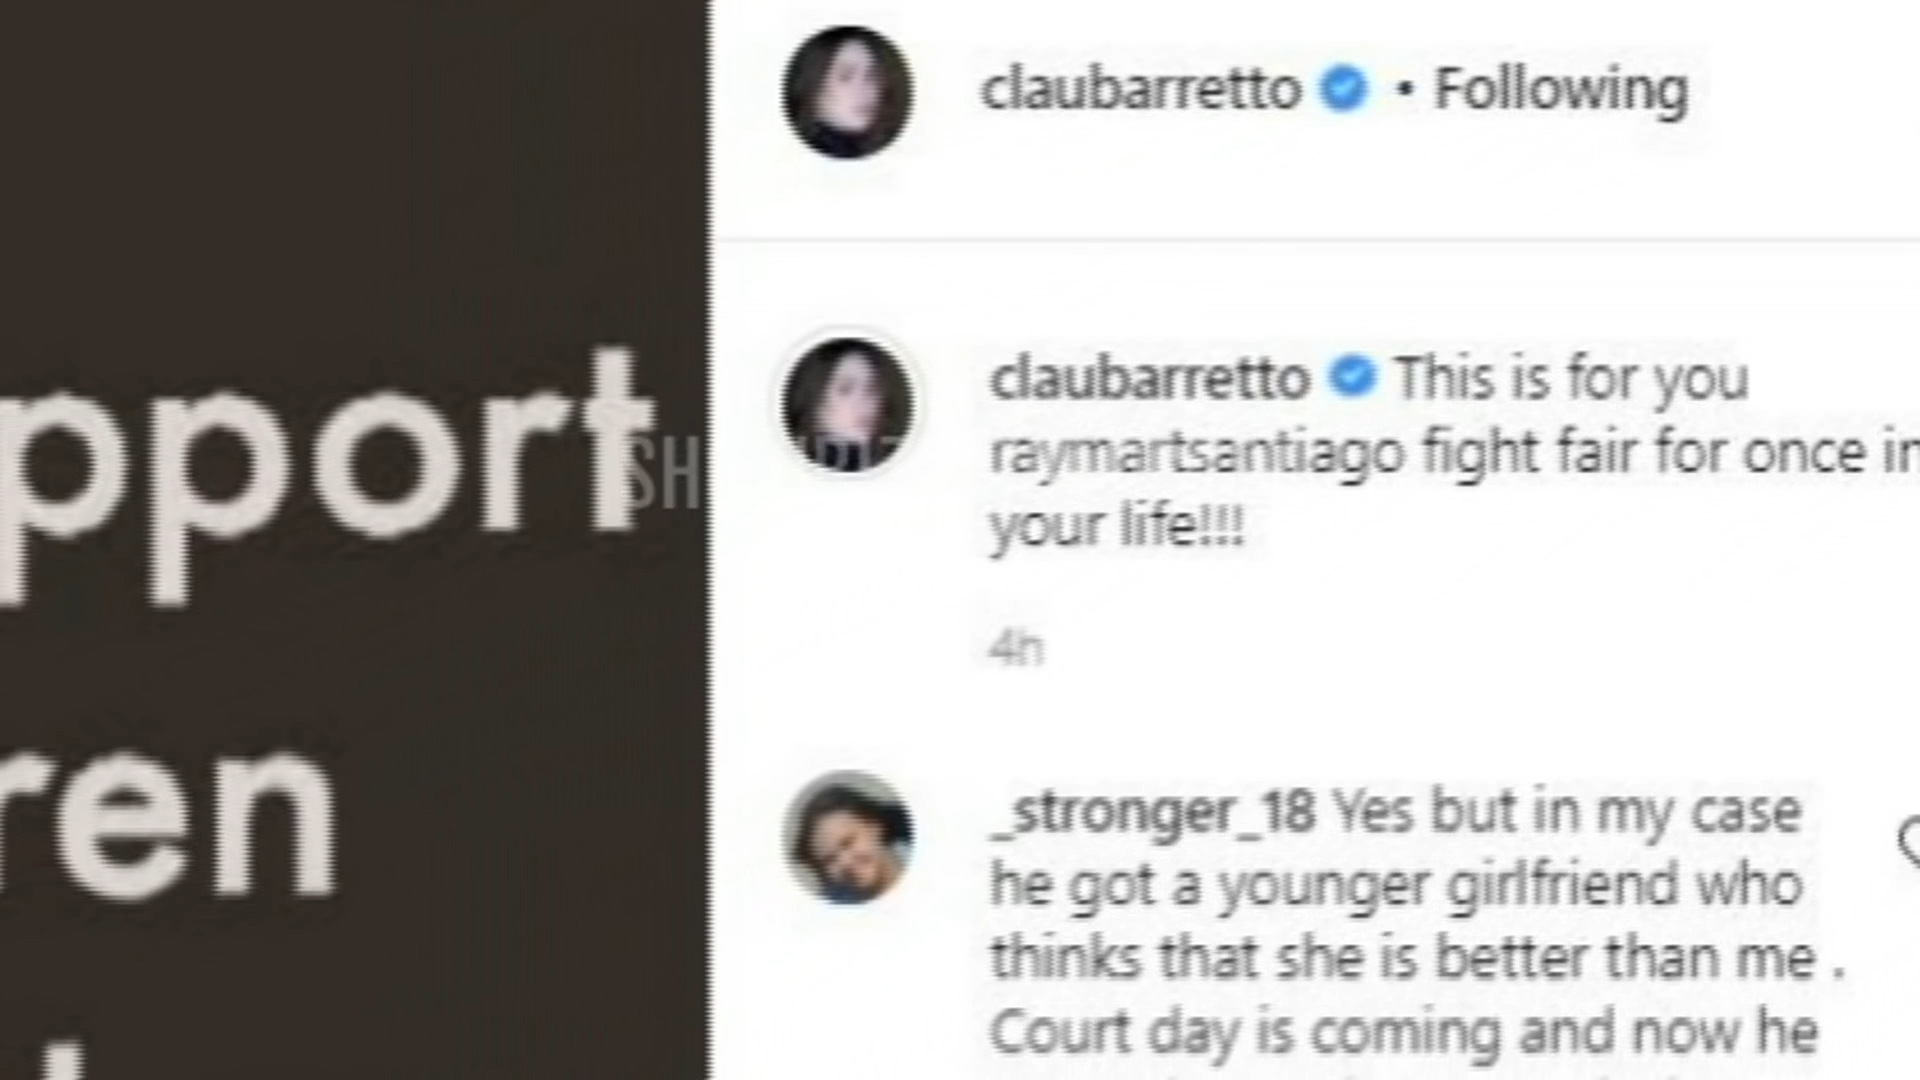 pport
ren
claubarretto • Following
claubarretto This is for you
raymartsantiago fight fair for once in
your life!!!
4h
_stronger_18 Yes but in my case
he got a younger girlfriend who
thinks that she is better than me .
Court day is coming and now he